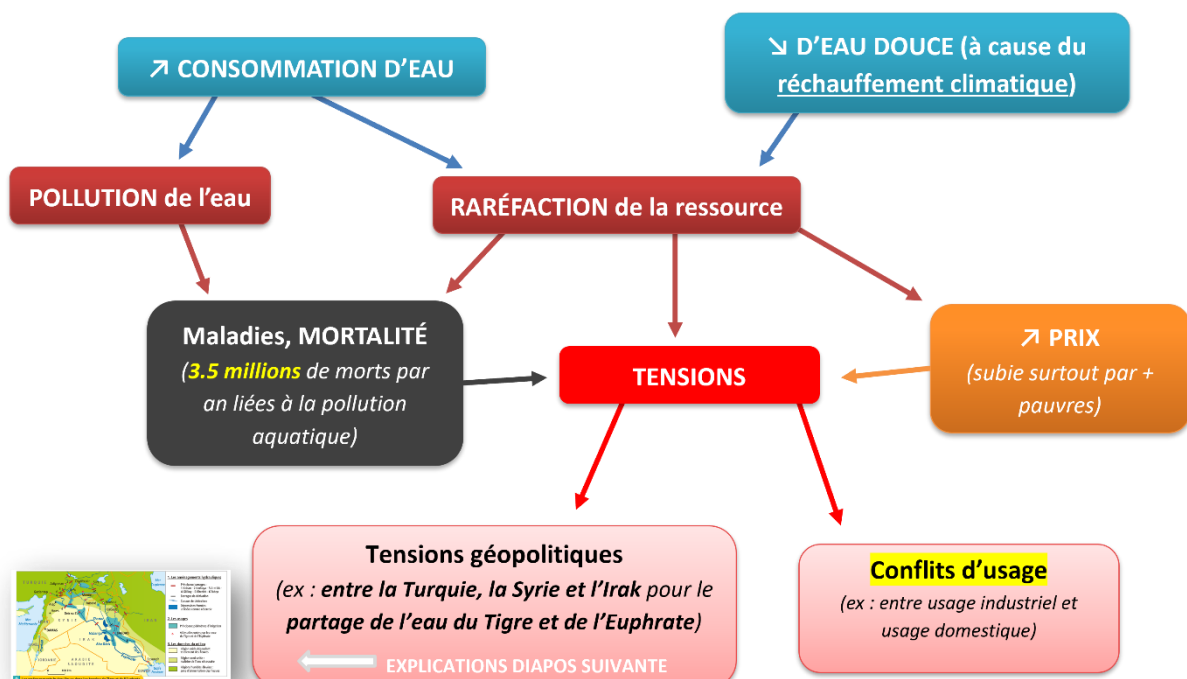 ↗ CONSOMMATION D'EAU
↘ D'EAU DOUCE (à cause du
réchauffement climatique)
POLLUTION de l'eau
RARÉFACTION de la ressource
Maladies, MORTALITÉ
(3.5 millions de morts par
an liées à la pollution
aquatique)
TENSIONS
↗ PRIX
(subie surtout par +
pauvres)
Tensions géopolitiques
(ex : entre la Turquie, la Syrie et l'Irak pour le
partage de l'eau du Tigre et de l'Euphrate)
EXPLICATIONS DIAPOS SUIVANTE
Conflits d'usage
(ex : entre usage industriel et
usage domestique)